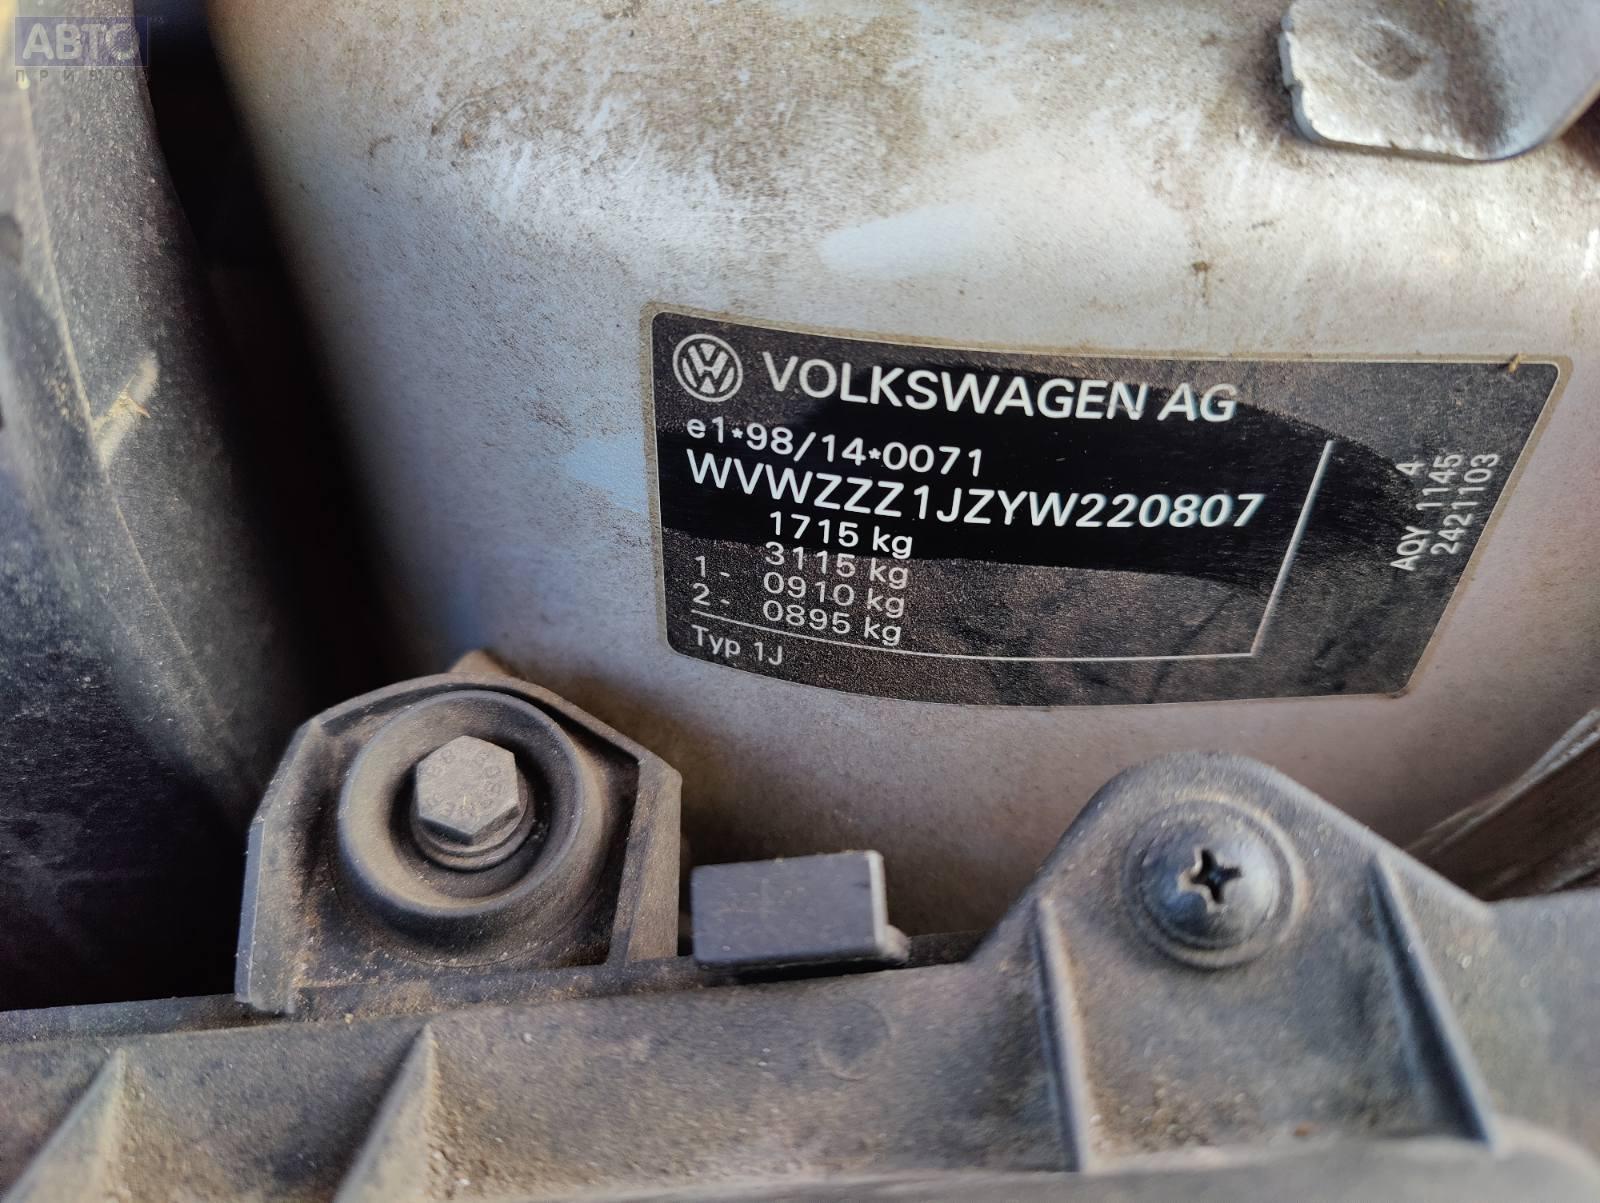 АВТО
ПРИВОЗ
VOLKSWAGEN AG
e1*98/14*0071
WVWZZZ1JZYW220807
1715 kg
3115 kg
1- 0910 kg
2- 0895 kg
Typ 1J
4
AQY 1145
2421103